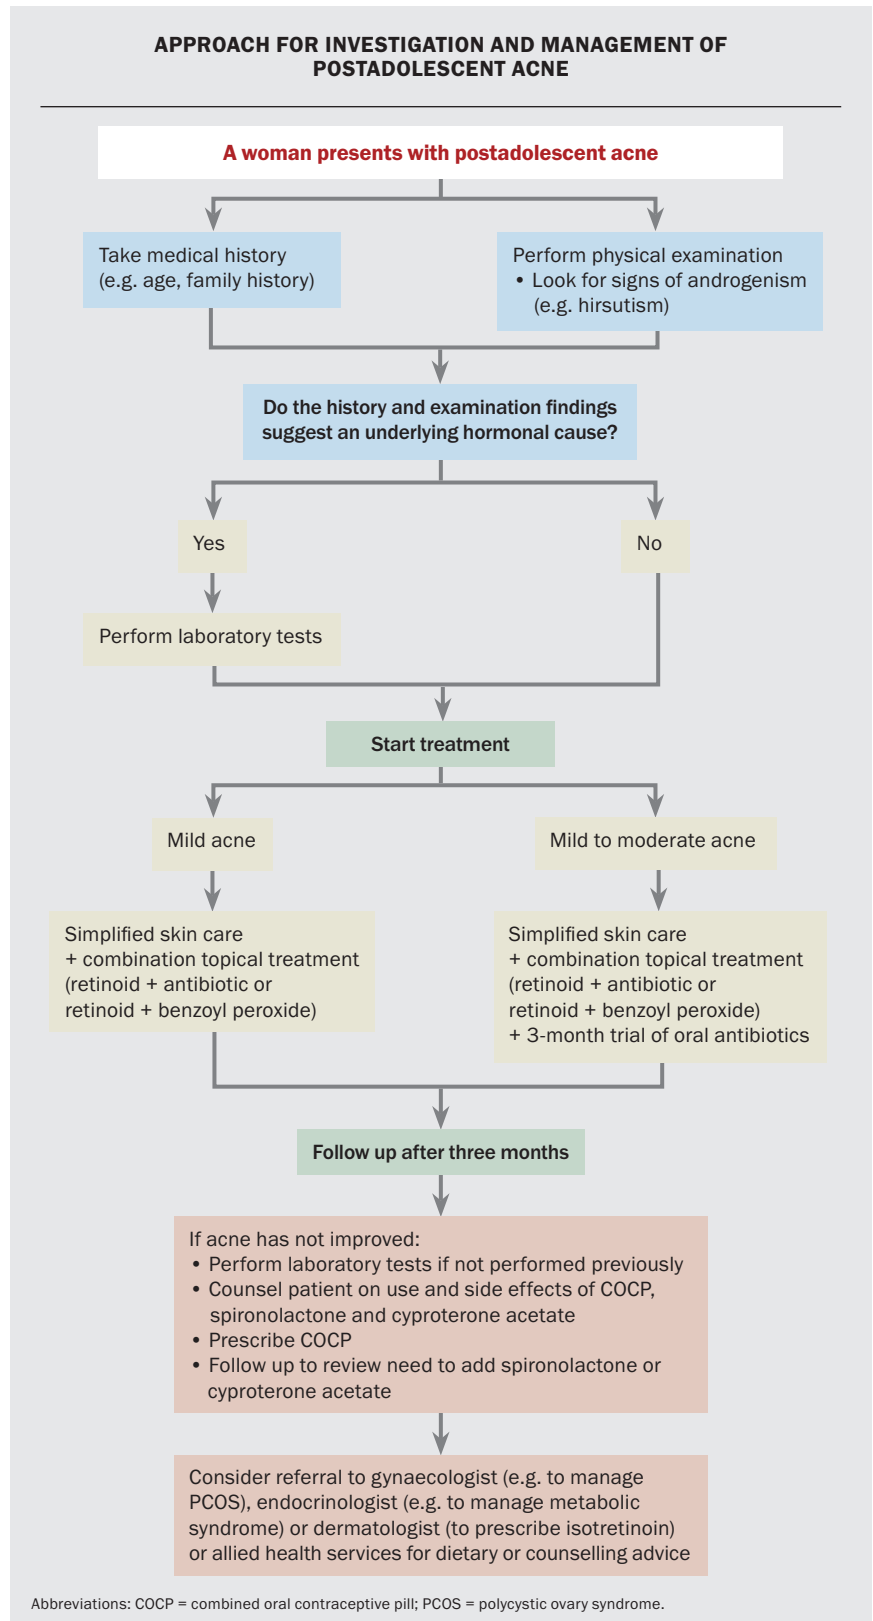 APPROACH FOR INVESTIGATION AND MANAGEMENT OF
POSTADOLESCENT ACNE
A woman presents with postadolescent acne
Take medical history
(e.g. age, family history)
Perform physical examination
• Look for signs of androgenism
(e.g. hirsutism)
Do the history and examination findings
suggest an underlying hormonal cause?
Yes
No
Perform laboratory tests
Start treatment
Mild acne
Mild to moderate acne
Simplified skin care
+ combination topical treatment
(retinoid + antibiotic or
retinoid + benzoyl peroxide)
Simplified skin care
+ combination topical treatment
(retinoid + antibiotic or
retinoid + benzoyl peroxide)
+ 3-month trial of oral antibiotics
Follow up after three months
If acne has not improved:
• Perform laboratory tests if not performed previously
• Counsel patient on use and side effects of COCP,
spironolactone and cyproterone acetate
• Prescribe COCP
• Follow up to review need to add spironolactone or
cyproterone acetate
Consider referral to gynaecologist (e.g. to manage
PCOS), endocrinologist (e.g. to manage metabolic
syndrome) or dermatologist (to prescribe isotretinoin)
or allied health services for dietary or counselling advice
Abbreviations: COCP = combined oral contraceptive pill; PCOS = polycystic ovary syndrome.